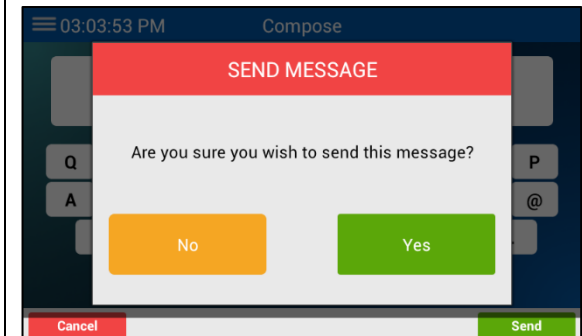 03:03:53 PM Compose
SEND MESSAGE
Are you sure you wish to send this message?
Q P
A @
No Yes
Cancel Send